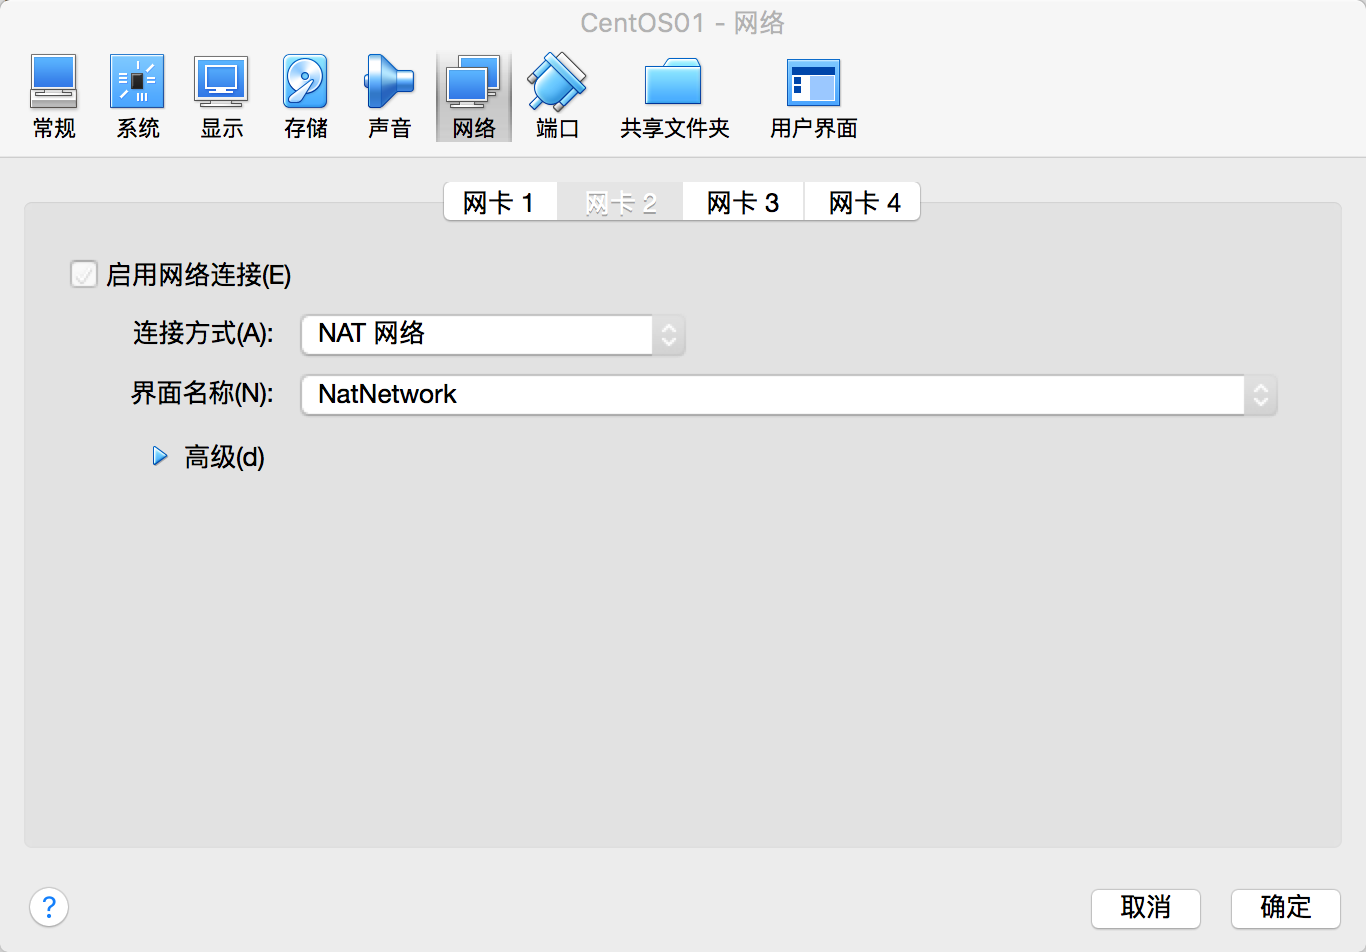 CentOS01 - 网络
常规 系统 显示 存储 声音 网络 端口 共享文件夹 用户界面
网卡 1 网卡 2 网卡 3 网卡 4
启用网络连接(E)
连接方式(A): NAT 网络
界面名称(N): NatNetwork
高级(d)
? 取消 确定